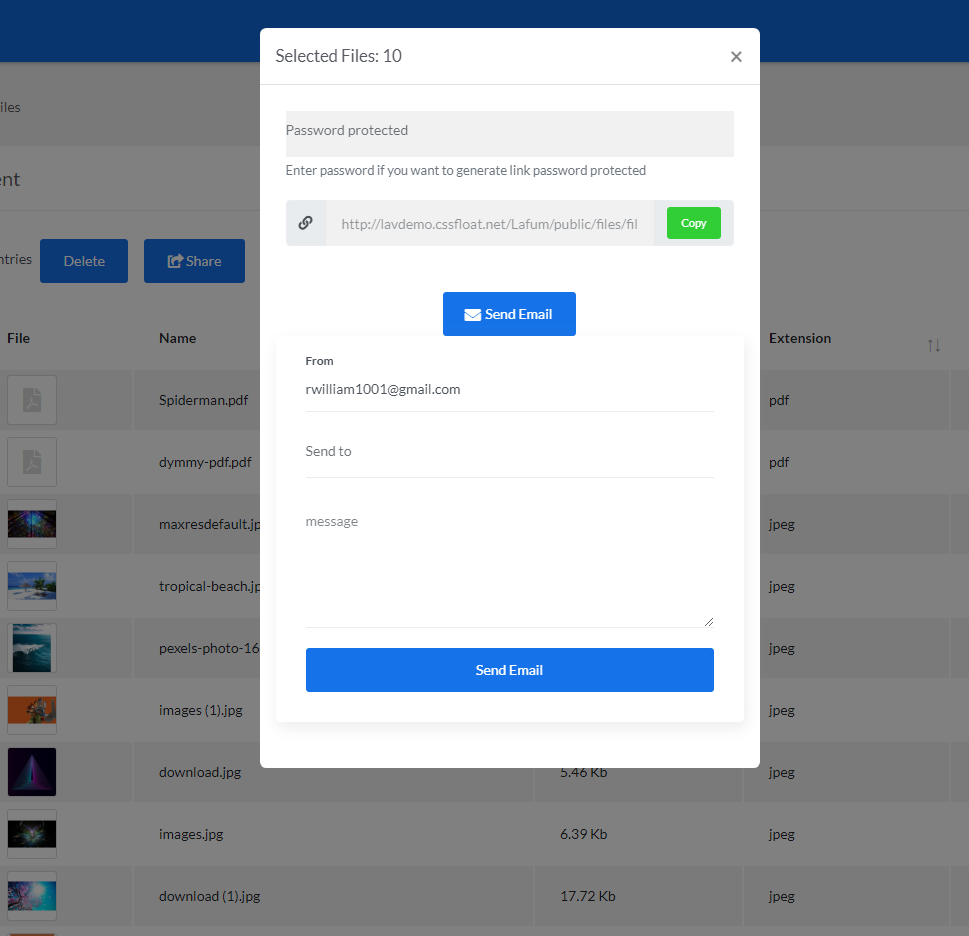 Selected Files: 10
×
iles
Password protected
Enter password if you want to generate link password protected
ent
http://lavdemo.cssfloat.net/Lafum/public/files/fil
Copy
ntries
Delete
Share
Send Email
File
Name
Extension
From
rwilliam1001@gmail.com
Spiderman.pdf
pdf
Send to
dymmy-pdf.pdf
pdf
message
maxresdefault.jp
jpeg
tropical-beach.jp
jpeg
pexels-photo-16
jpeg
Send Email
images (1).jpg
jpeg
download.jpg
5.46 Kb
jpeg
images.jpg
6.39 Kb
jpeg
download (1).jpg
17.72 Kb
jpeg